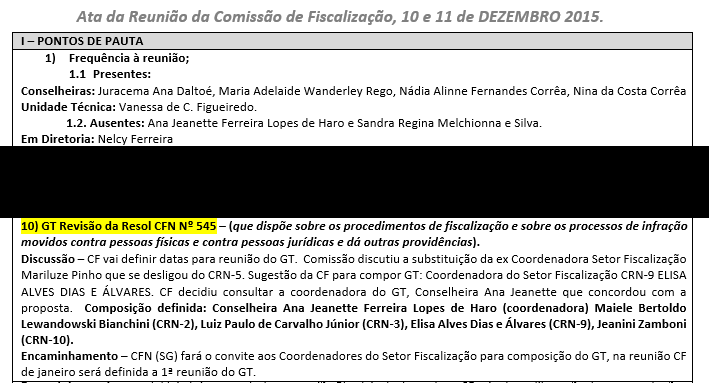 Ata da Reunião da Comissão de Fiscalização, 10 e 11 de DEZEMBRO 2015.
I – PONTOS DE PAUTA
1) Frequência à reunião;
1.1 Presentes:
Conselheiras: Juracema Ana Daltoé, Maria Adelaide Wanderley Rego, Nádia Alinne Fernandes Corrêa, Nina da Costa Corrêa
Unidade Técnica: Vanessa de C. Figueiredo.
1.2. Ausentes: Ana Jeanette Ferreira Lopes de Haro e Sandra Regina Melchionna e Silva.
Em Diretoria: Nelcy Ferreira
10) GT Revisão da Resol CFN Nº 545 – (que dispõe sobre os procedimentos de fiscalização e sobre os processos de infração
movidos contra pessoas físicas e contra pessoas jurídicas e dá outras providências).
Discussão – CF vai definir datas para reunião do GT. Comissão discutiu a substituição da ex Coordenadora Setor Fiscalização
Mariluze Pinho que se desligou do CRN-5. Sugestão da CF para compor GT: Coordenadora do Setor Fiscalização CRN-9 ELISA
ALVES DIAS E ÁLVARES. CF decidiu consultar a coordenadora do GT, Conselheira Ana Jeanette que concordou com a
proposta. Composição definida: Conselheira Ana Jeanette Ferreira Lopes de Haro (coordenadora) Maiele Bertoldo
Lewandowski Bianchini (CRN-2), Luiz Paulo de Carvalho Júnior (CRN-3), Elisa Alves Dias e Álvares (CRN-9), Jeanini Zamboni
(CRN-10).
Encaminhamento – CFN (SG) fará o convite aos Coordenadores do Setor Fiscalização para composição do GT, na reunião CF
de janeiro será definida a 1ª reunião do GT.